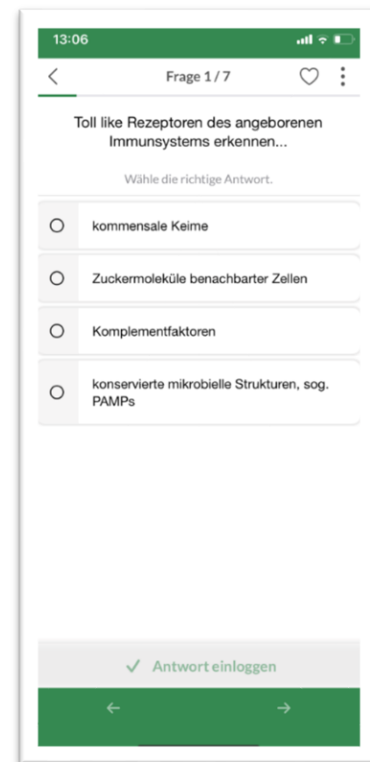 13:06
Frage 1 / 7
Toll like Rezeptoren des angeborenen
Immunsystems erkennen...
Wähle die richtige Antwort.
kommensale Keime
Zuckermoleküle benachbarter Zellen
Komplementfaktoren
konservierte mikrobielle Strukturen, sog.
PAMPs
Antwort einloggen